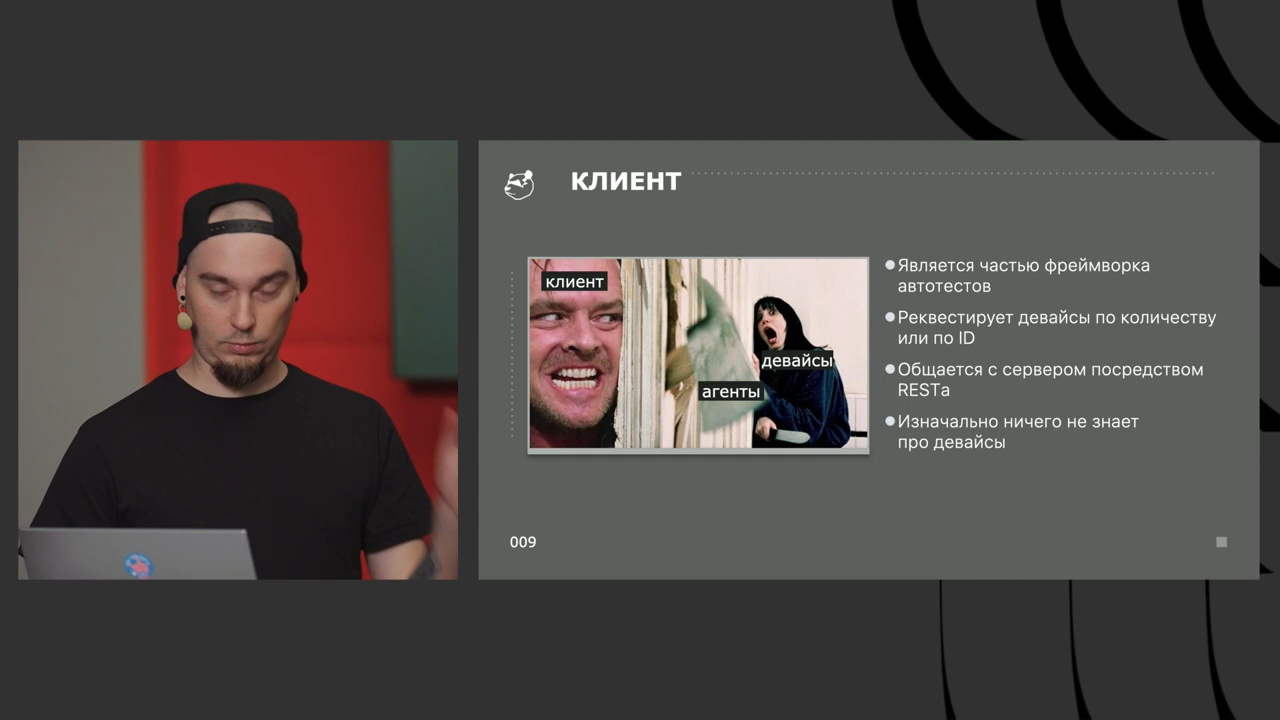 КЛИЕНТ
клиент
девайсы
агенты
Является частью фреймворка
автотестов
Реквестирует девайсы по количеству
или по ID
Общается с сервером посредством
RESTа
Изначально ничего не знает
про девайсы
009